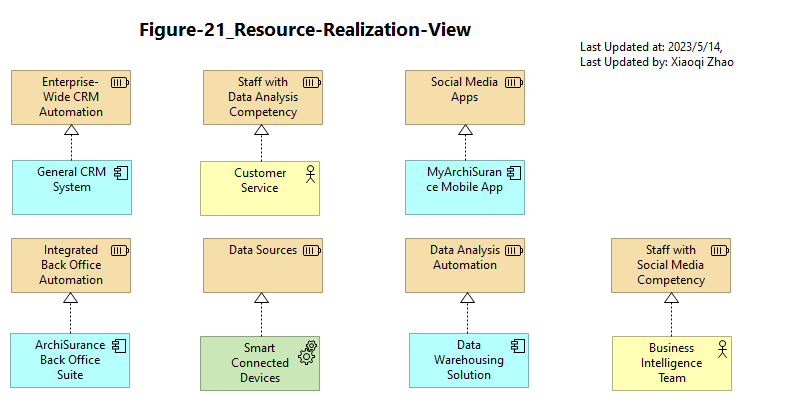 Figure-21_Resource-Realization-View
Last Updated at: 2023/5/14,
Last Updated by: Xiaoqi Zhao
Enterprise-
Wide CRM
Automation
Staff with
Data Analysis
Competency
Social Media
Apps
General CRM
System
Customer
Service
MyArchiSuran
ce Mobile App
Integrated
Back Office
Automation
Data Sources
Data Analysis
Automation
Staff with
Social Media
Competency
ArchiSurance
Back Office
Suite
Smart
Connected
Devices
Data
Warehousing
Solution
Business
Intelligence
Team